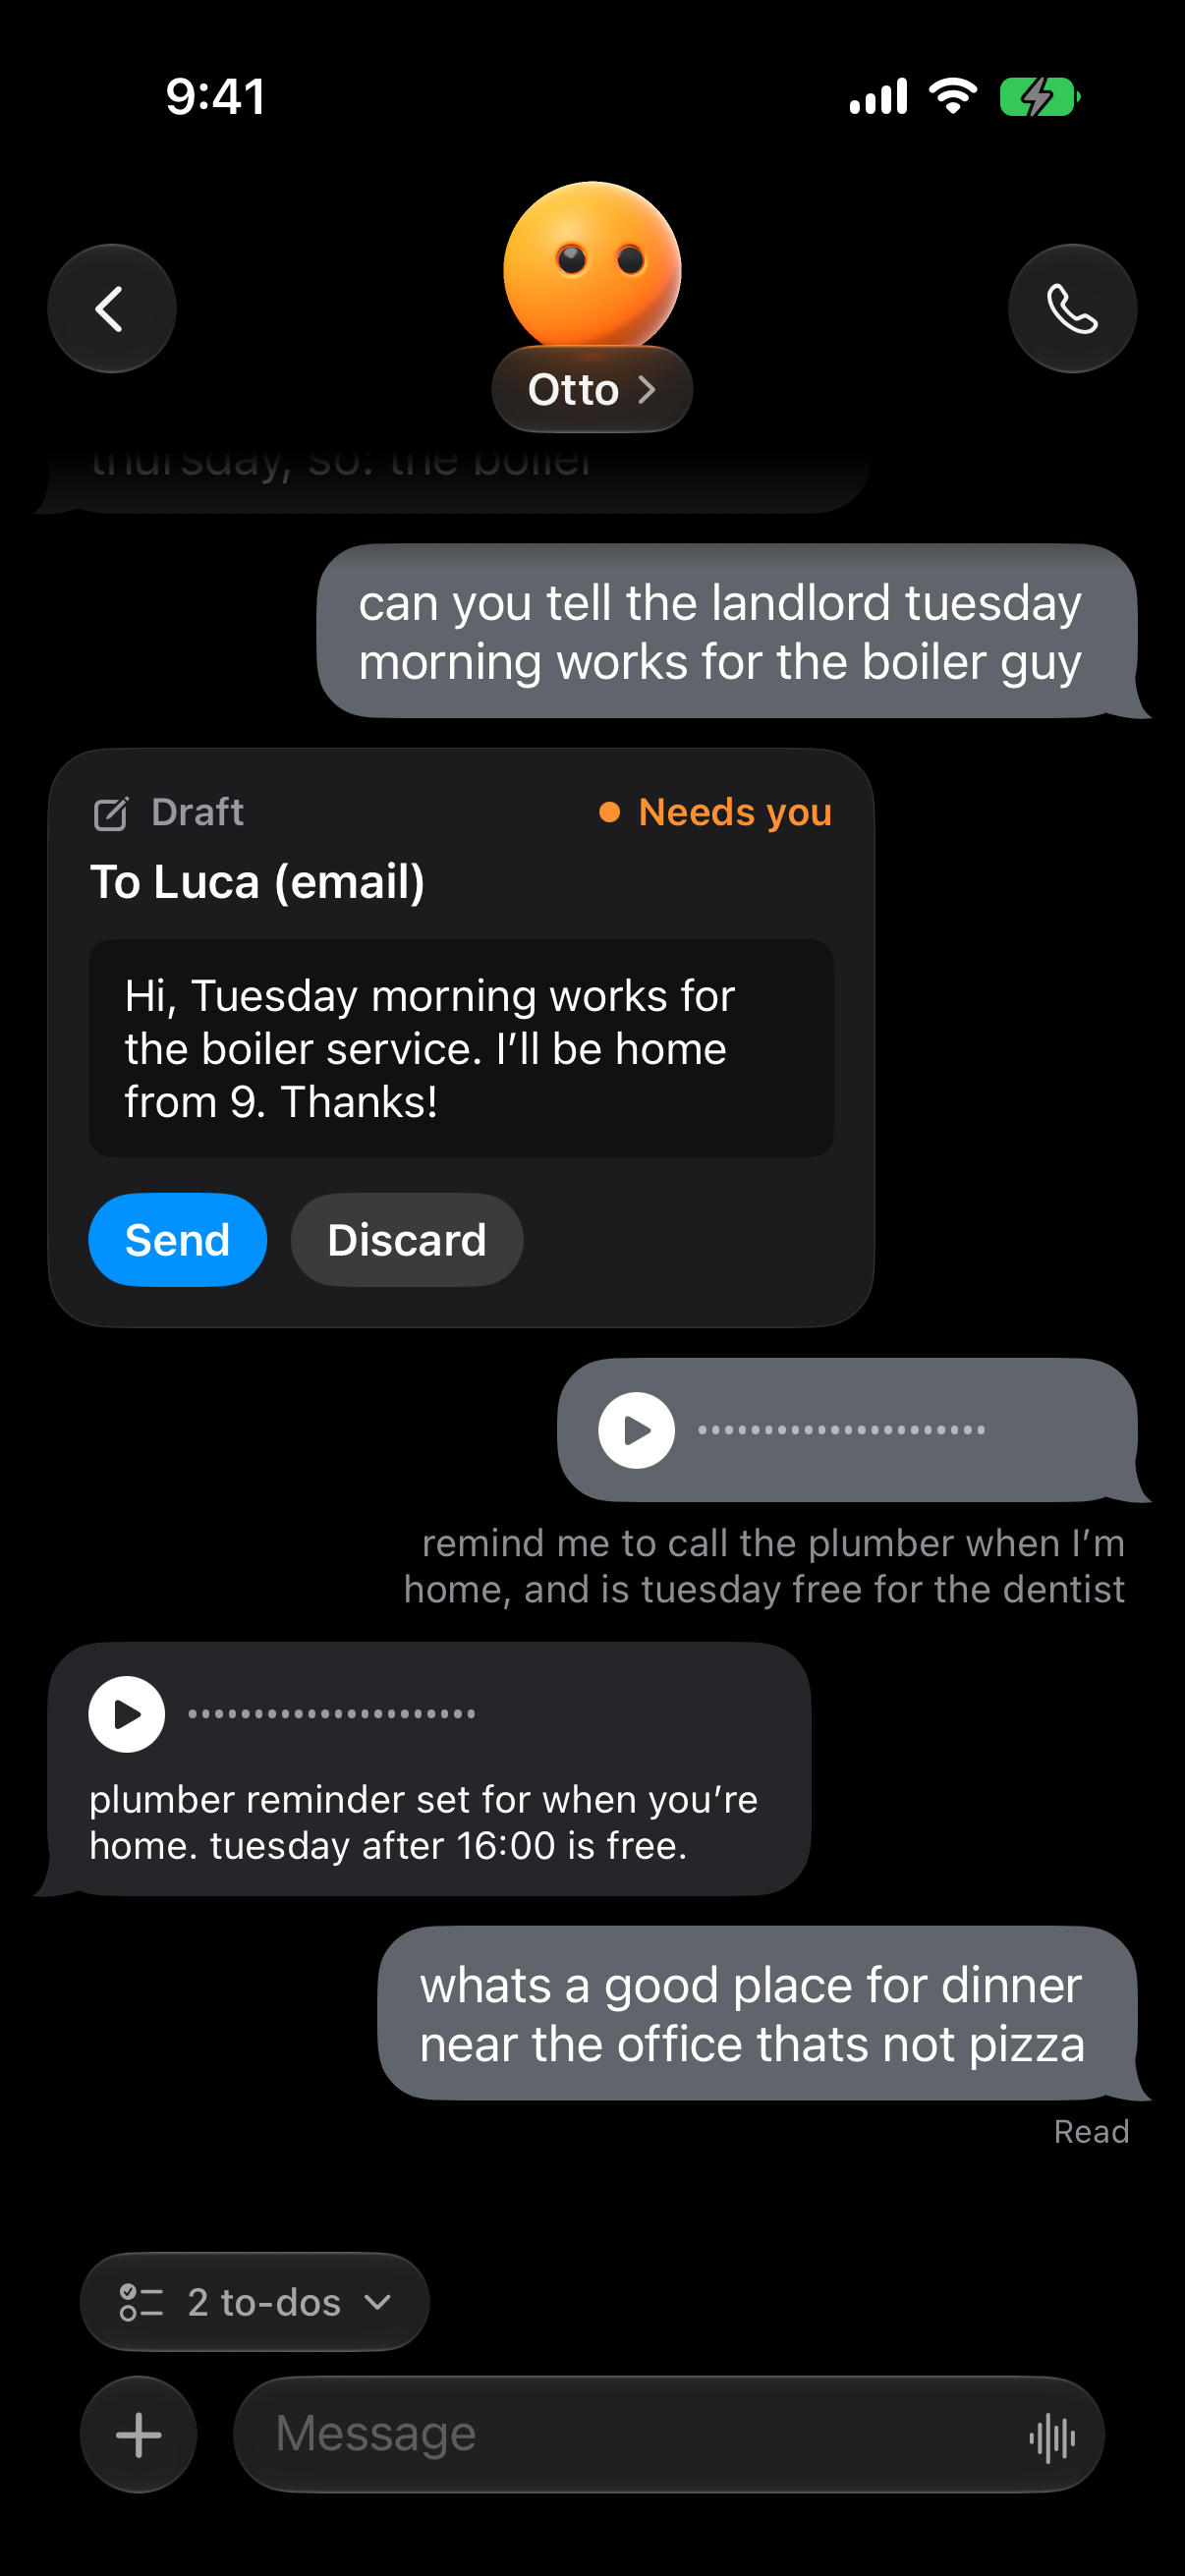 9:41
Otto
thursday, so: the boiler
can you tell the landlord tuesday
morning works for the boiler guy
Draft
Needs you
To Luca (email)
Hi, Tuesday morning works for
the boiler service. I’ll be home
from 9. Thanks!
Send
Discard
remind me to call the plumber when I’m
home, and is tuesday free for the dentist
plumber reminder set for when you’re
home. tuesday after 16:00 is free.
whats a good place for dinner
near the office thats not pizza
Read
2 to-dos
Message